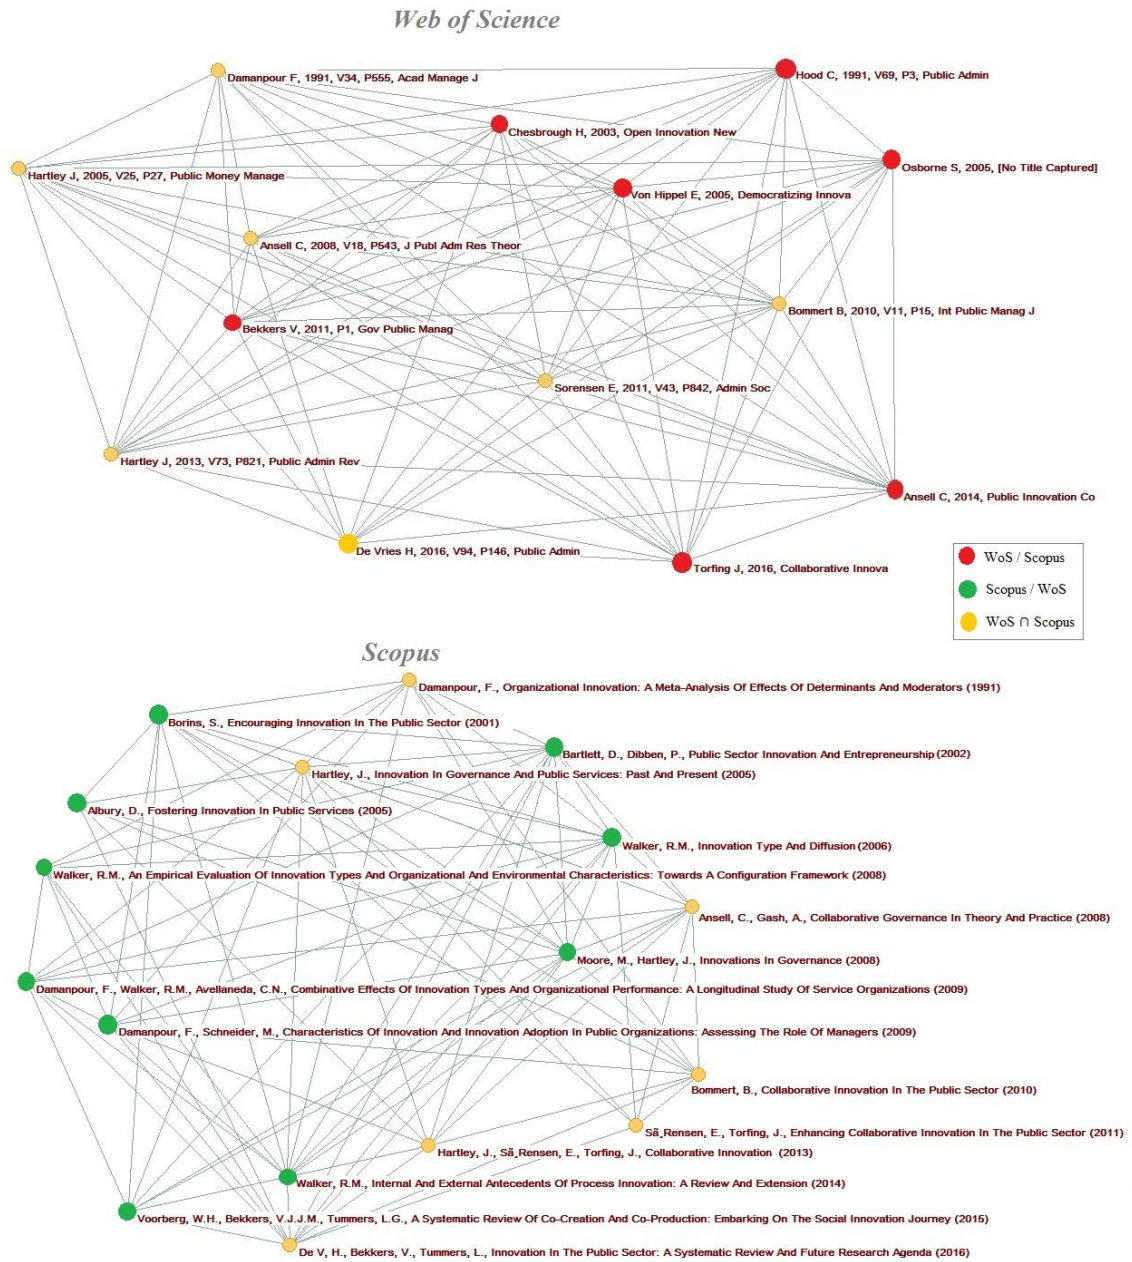 Web of Science
Damanpour F, 1991, V34, P555, Acad Manage J
Hood C, 1991, V69, P3, Public Admin
Chesbrough H, 2003, Open Innovation New
Osborne S, 2005, [No Title Captured]
Hartley J, 2005, V25, P27, Public Money Manage
Von Hippel E, 2005, Democratizing Innova
Ansell C, 2008, V18, P543, J Publ Adm Res Theor
Bommert B, 2010, V11, P15, Int Public Manag J
Bekkers V, 2011, P1, Gov Public Manag
Sorensen E, 2011, V43, P842, Admin Soc
Hartley J, 2013, V73, P821, Public Admin Rev
Ansell C, 2014, Public Innovation Co
De Vries H, 2016, V94, P146, Public Admin
Torfing J, 2016, Collaborative Innova
WoS / Scopus
Scopus / WoS
WoS ∩ Scopus
Scopus
Damanpour, F., Organizational Innovation: A Meta-Analysis Of Effects Of Determinants And Moderators (1991)
Borins, S., Encouraging Innovation In The Public Sector (2001)
Bartlett, D., Dibben, P., Public Sector Innovation And Entrepreneurship (2002)
Hartley, J., Innovation In Governance And Public Services: Past And Present (2005)
Albury, D., Fostering Innovation In Public Services (2005)
Walker, R.M., Innovation Type And Diffusion (2006)
Walker, R.M., An Empirical Evaluation Of Innovation Types And Organizational And Environmental Characteristics: Towards A Configuration Framework (2008)
Ansell, C., Gash, A., Collaborative Governance In Theory And Practice (2008)
Moore, M., Hartley, J., Innovations In Governance (2008)
Damanpour, F., Walker, R.M., Avellaneda, C.N., Combinative Effects Of Innovation Types And Organizational Performance: A Longitudinal Study Of Service Organizations (2009)
Damanpour, F., Schneider, M., Characteristics Of Innovation And Innovation Adoption In Public Organizations: Assessing The Role Of Managers (2009)
Bommert, B., Collaborative Innovation In The Public Sector (2010)
Sã¸Rensen, E., Torfing, J., Enhancing Collaborative Innovation In The Public Sector (2011)
Hartley, J., Sã¸Rensen, E., Torfing, J., Collaborative Innovation (2013)
Walker, R.M., Internal And External Antecedents Of Process Innovation: A Review And Extension (2014)
Voorberg, W.H., Bekkers, V.J.J.M., Tummers, L.G., A Systematic Review Of Co-Creation And Co-Production: Embarking On The Social Innovation Journey (2015)
De V, H., Bekkers, V., Tummers, L., Innovation In The Public Sector: A Systematic Review And Future Research Agenda (2016)